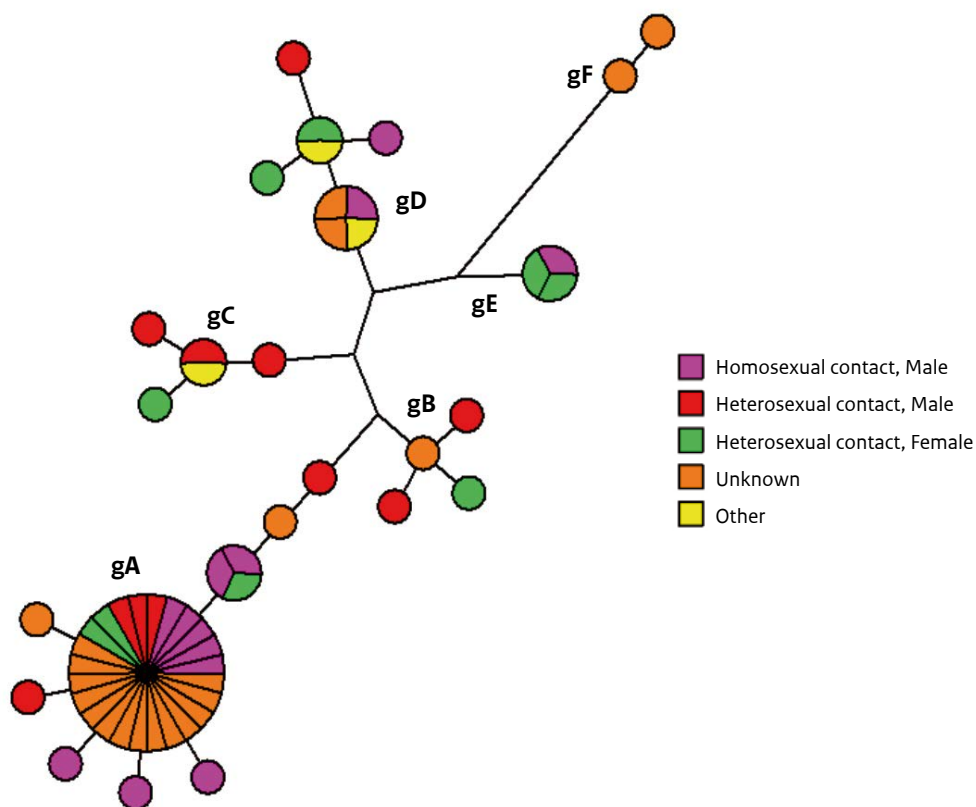 gF
gD
gE
gC
gB
gA
Homosexual contact, Male
Heterosexual contact, Male
Heterosexual contact, Female
Unknown
Other